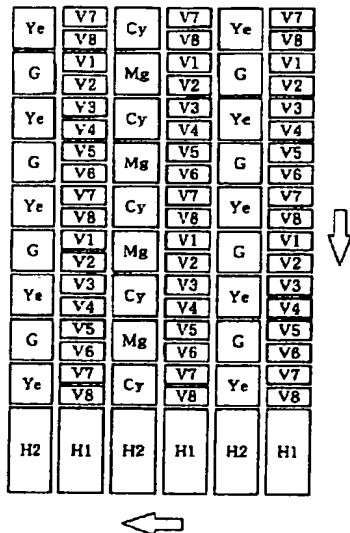 Ye V7 Cy V7 Ye V7
V8 V8 V8
G V1 Mg V1 G V1
V2 V2 V2
Ye V3 Cy V3 Ye V3
V4 V4 V4
G V5 Mg V5 G V5
V6 V6 V6
Ye V7 Cy V7 Ye V7
V8 V8 V8
G V1 Mg V1 G V1
V2 V2 V2
Ye V3 Cy V3 Ye V3
V4 V4 V4
G V5 Mg V5 G V5
V6 V6 V6
Ye V7 Cy V7 Ye V7
V8 V8 V8
H2 H1 H2 H1 H2 H1